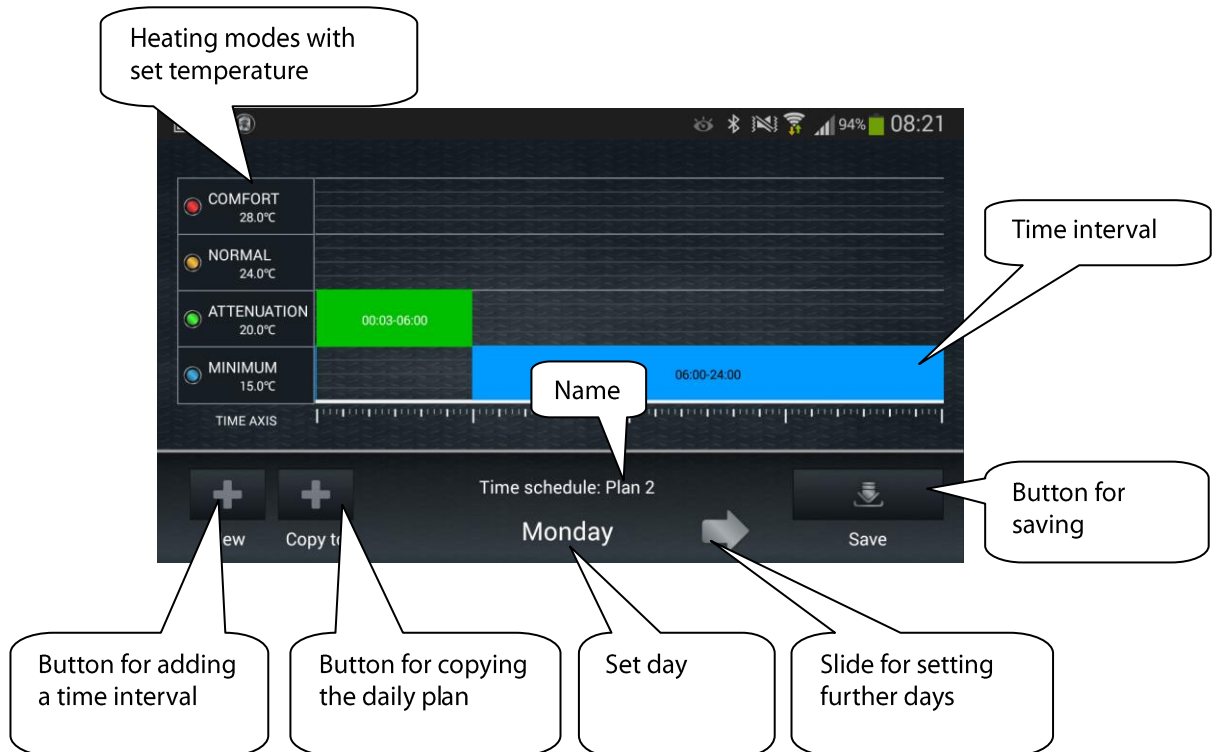 Heating modes with
set temperature
94% 08:21
COMFORT
28.0°C
NORMAL
24.0°C
ATTENUATION
20.0°C
MINIMUM
15.0°C
00:03-06:00
06:00-24:00
TIME AXIS
Time interval
Name
Time schedule: Plan 2
Monday
ew
Copy to
Save
Button for
saving
Button for adding
a time interval
Button for copying
the daily plan
Set day
Slide for setting
further days